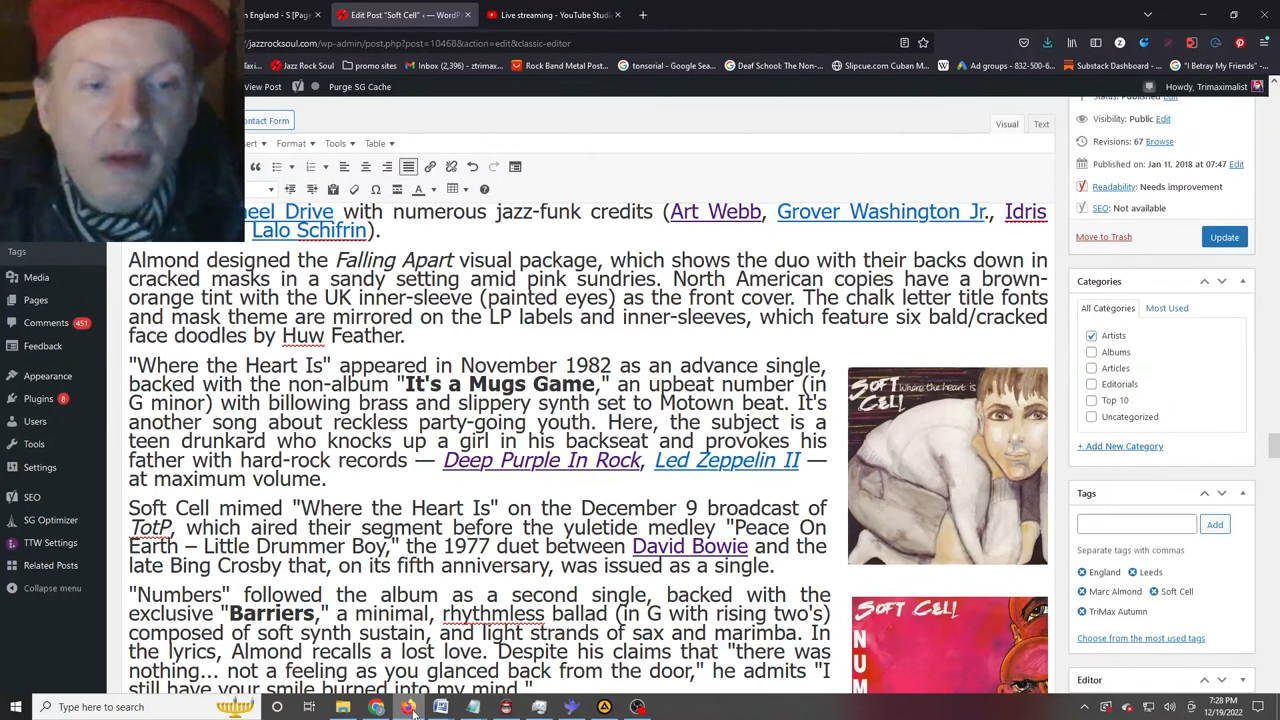 n England - S [Page
Edit Post "Soft Cell" ‹ — WordPr
Live streaming - YouTube Studi
jazzrocksoul.com/wp-admin/post.php?post=10468&action=edit&classic-editor
Jazz Rock Soul
promo sites
Inbox (2,396) - ztrimax...
Rock Band Metal Post...
tonsorial - Google Sea...
Deaf School: The Non-...
Slipcue.com Cuban M...
Ad groups - 832-500-6...
Substack Dashboard - ...
"I Betray My Friends" -...
View Post
Purge SG Cache
Howdy, Trimaximalist
ontact Form
Visual
Text
Format
Tools
Table
heel Drive with numerous jazz-funk credits (Art Webb, Grover Washington Jr., Idris
Lalo Schifrin).
Almond designed the Falling Apart visual package, which shows the duo with their backs down in
cracked masks in a sandy setting amid pink sundries. North American copies have a brown-
orange tint with the UK inner-sleeve (painted eyes) as the front cover. The chalk letter title fonts
and mask theme are mirrored on the LP labels and inner-sleeves, which feature six bald/cracked
face doodles by Huw Feather.
"Where the Heart Is" appeared in November 1982 as an advance single,
backed with the non-album "It's a Mugs Game," an upbeat number (in
G minor) with billowing brass and slippery synth set to Motown beat. It's
another song about reckless party-going youth. Here, the subject is a
teen drunkard who knocks up a girl in his backseat and provokes his
father with hard-rock records — Deep Purple In Rock, Led Zeppelin II —
at maximum volume.
Soft Cell mimed "Where the Heart Is" on the December 9 broadcast of
TotP, which aired their segment before the yuletide medley "Peace On
Earth – Little Drummer Boy," the 1977 duet between David Bowie and the
late Bing Crosby that, on its fifth anniversary, was issued as a single.
"Numbers" followed the album as a second single, backed with the
exclusive "Barriers," a minimal, rhythmless ballad (in G with rising two's)
composed of soft synth sustain, and light strands of sax and marimba. In
the lyrics, Almond recalls a lost love. Despite his claims that "there was
nothing... not a feeling as you glanced back from the door," he admits "I
still have your smile burned into my mind."
SOFT CELL
Where the heart is
SOFT CELL
NUM
Tags
Media
Pages
Comments 451
Feedback
Appearance
Plugins 8
Users
Tools
Settings
SEO
SG Optimizer
TTW Settings
Related Posts
Collapse menu
Status: Published Edit
Visibility: Public Edit
Revisions: 67 Browse
Published on: Jan 11, 2018 at 07:47 Edit
Readability: Needs improvement
SEO: Not available
Move to Trash
Update
Categories
All Categories
Most Used
Artists
Albums
Articles
Editorials
Top 10
Uncategorized
+ Add New Category
Tags
Add
Separate tags with commas
England
Leeds
Marc Almond
Soft Cell
TriMax Autumn
Choose from the most used tags
Editor
Type here to search
7:28 PM
12/19/2022